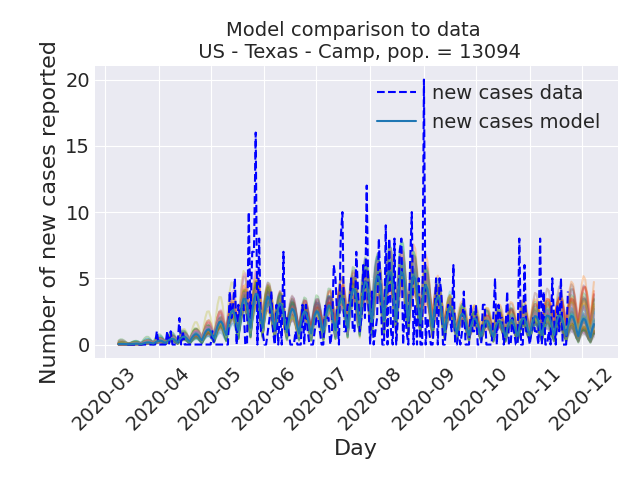 Model comparison to data
US - Texas - Camp, pop. = 13094
Number of new cases reported
20
15
10
5
0
new cases data
new cases model
2020-03
2020-04
2020-05
2020-06
2020-07
2020-08
2020-09
2020-10
2020-11
2020-12
Day